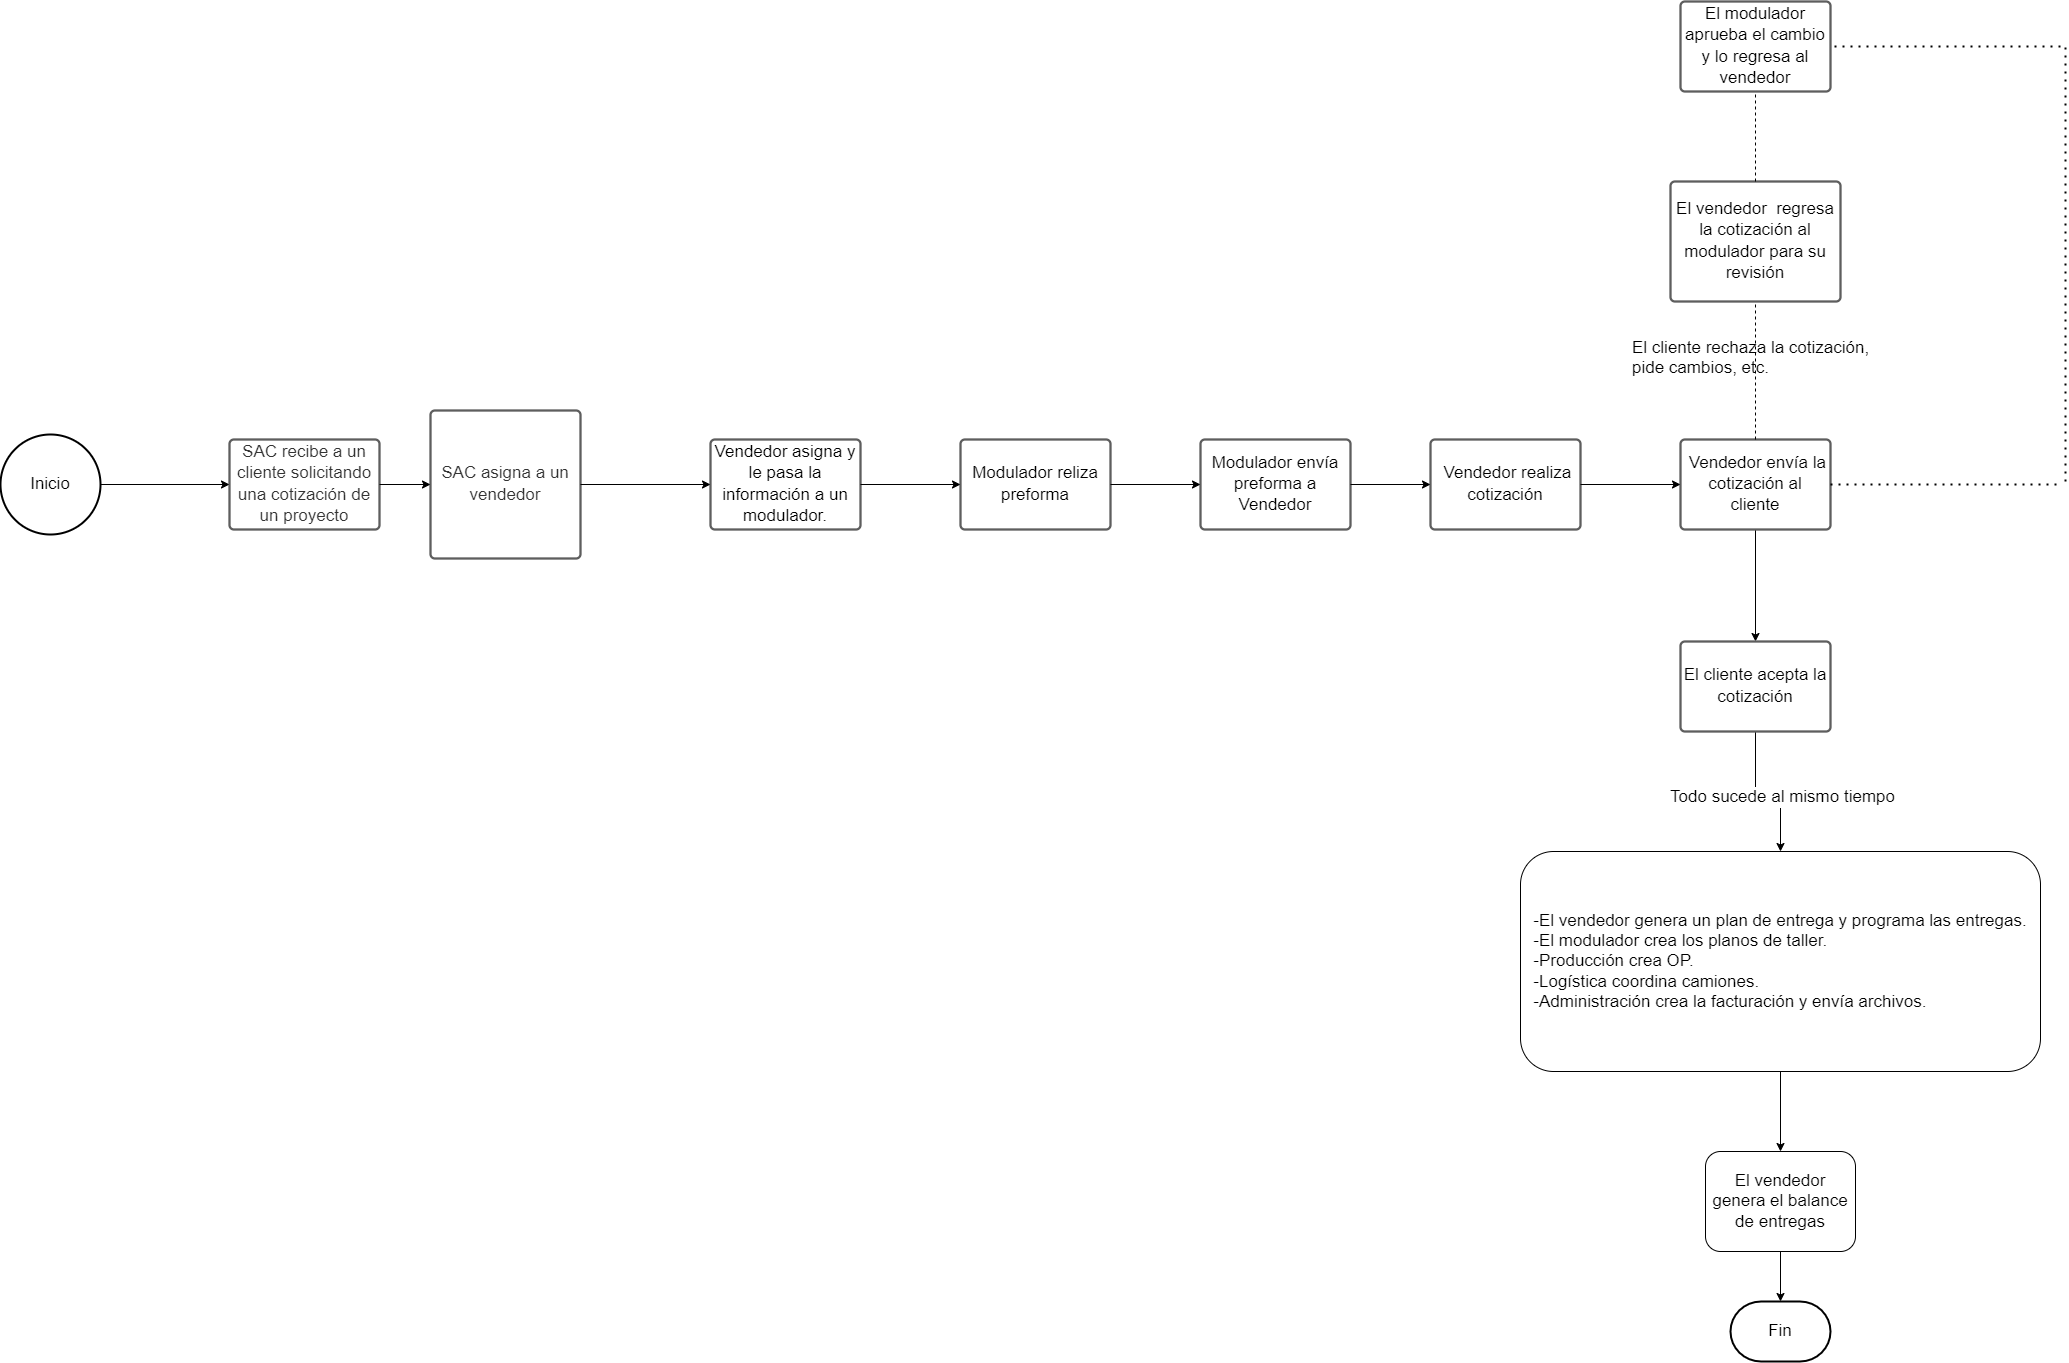 El modulador
aprueba el cambio
y lo regresa al
vendedor
El vendedor  regresa
la cotización al
modulador para su
revisión
El cliente rechaza la cotización,
pide cambios, etc.
Inicio
SAC recibe a un
cliente solicitando
una cotización de
un proyecto
SAC asigna a un
vendedor
Vendedor asigna y
le pasa la
información a un
modulador.
Modulador reliza
preforma
Modulador envía
preforma a
Vendedor
Vendedor realiza
cotización
Vendedor envía la
cotización al
cliente
El cliente acepta la
cotización
Todo sucede al mismo tiempo
-El vendedor genera un plan de entrega y programa las entregas.
-El modulador crea los planos de taller.
-Producción crea OP.
-Logística coordina camiones.
-Administración crea la facturación y envía archivos.
El vendedor
genera el balance
de entregas
Fin